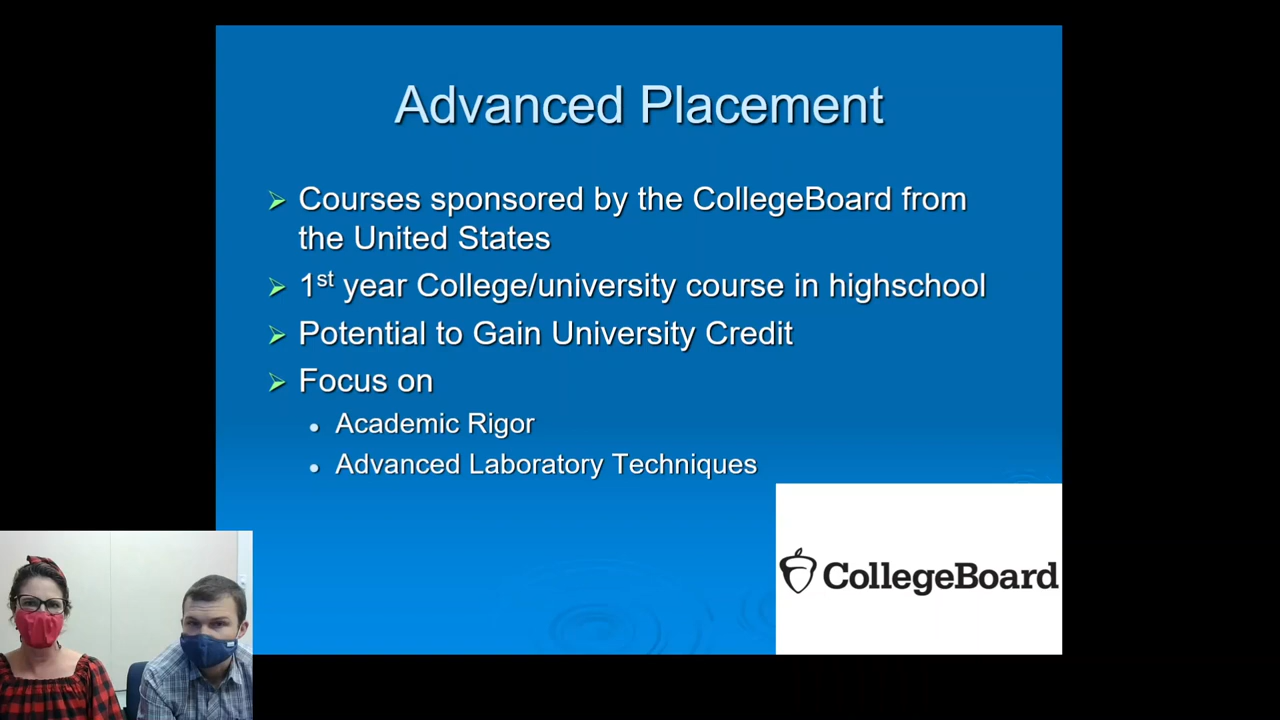 Advanced Placement
Courses sponsored by the CollegeBoard from
the United States
1st year College/university course in highschool
Potential to Gain University Credit
Focus on
Academic Rigor
Advanced Laboratory Techniques
CollegeBoard